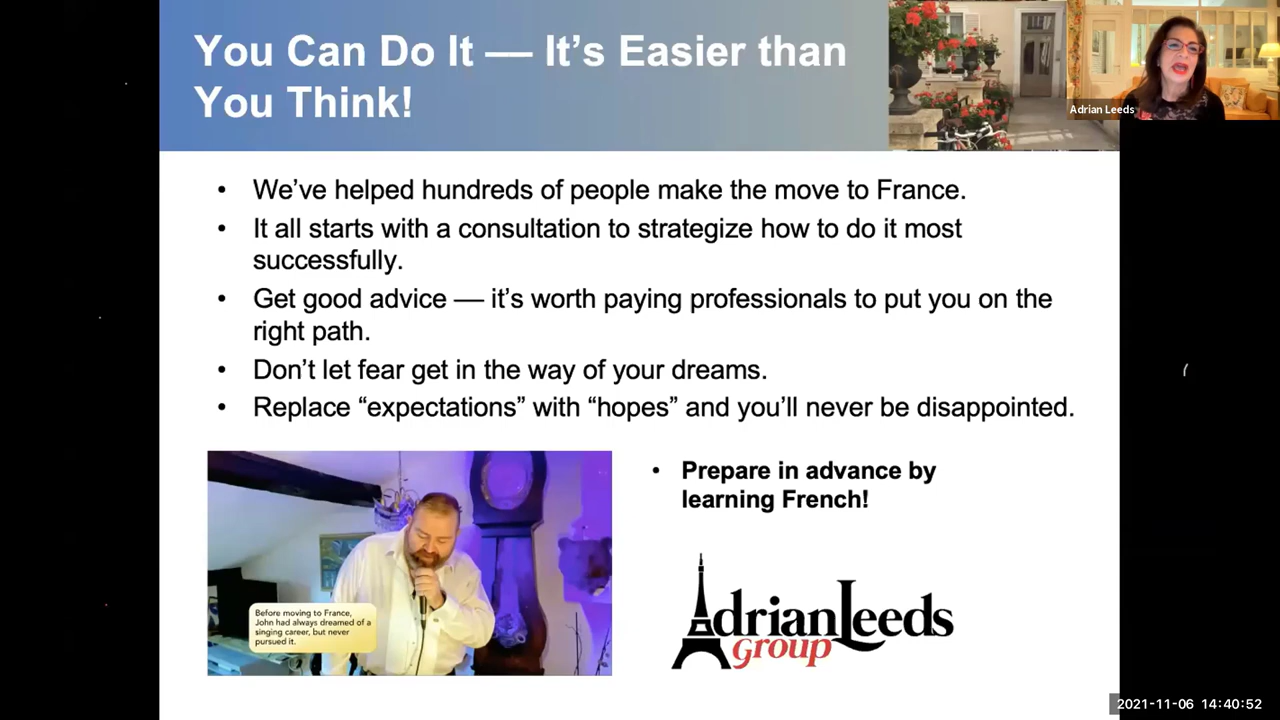 You Can Do It — It’s Easier than
You Think!
Adrian Leeds
• We’ve helped hundreds of people make the move to France.
• It all starts with a consultation to strategize how to do it most
successfully.
• Get good advice — it’s worth paying professionals to put you on the
right path.
• Don’t let fear get in the way of your dreams.
• Replace “expectations” with “hopes” and you’ll never be disappointed.
• Prepare in advance by
learning French!
Before moving to France,
John had always dreamed of a
singing career, but never
pursued it.
AdrianLeeds
group
2021-11-06 14:40:52